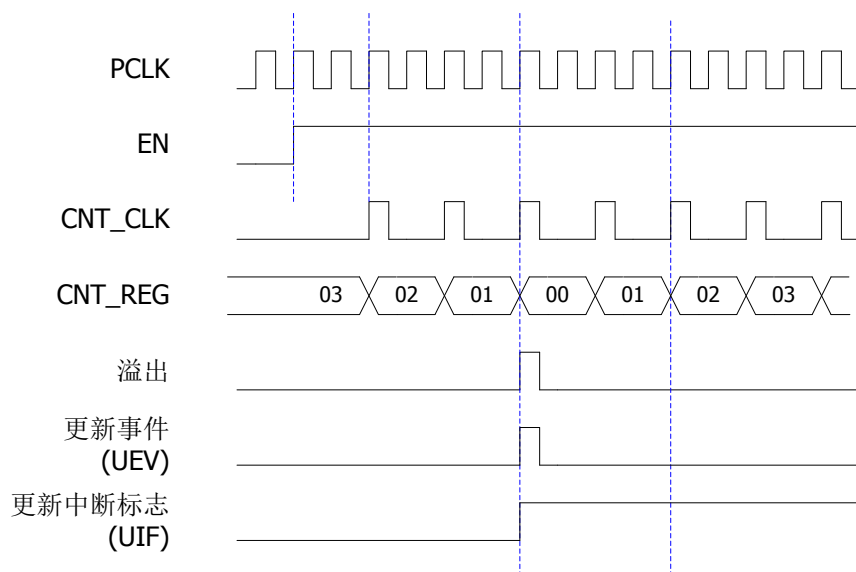 PCLK
EN
CNT_CLK
CNT_REG
03 02 01 00 01 02 03
溢出
更新事件
(UEV)
更新中断标志
(UIF)